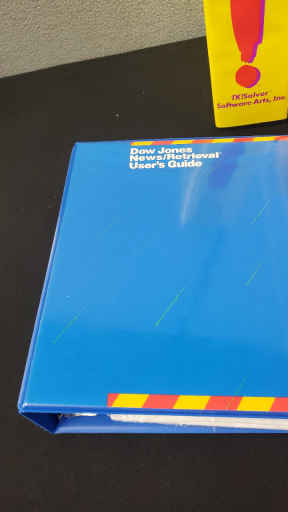 TK!Solver
Software Arts, Inc.
Dow Jones
News/Retrieval
User's Guide